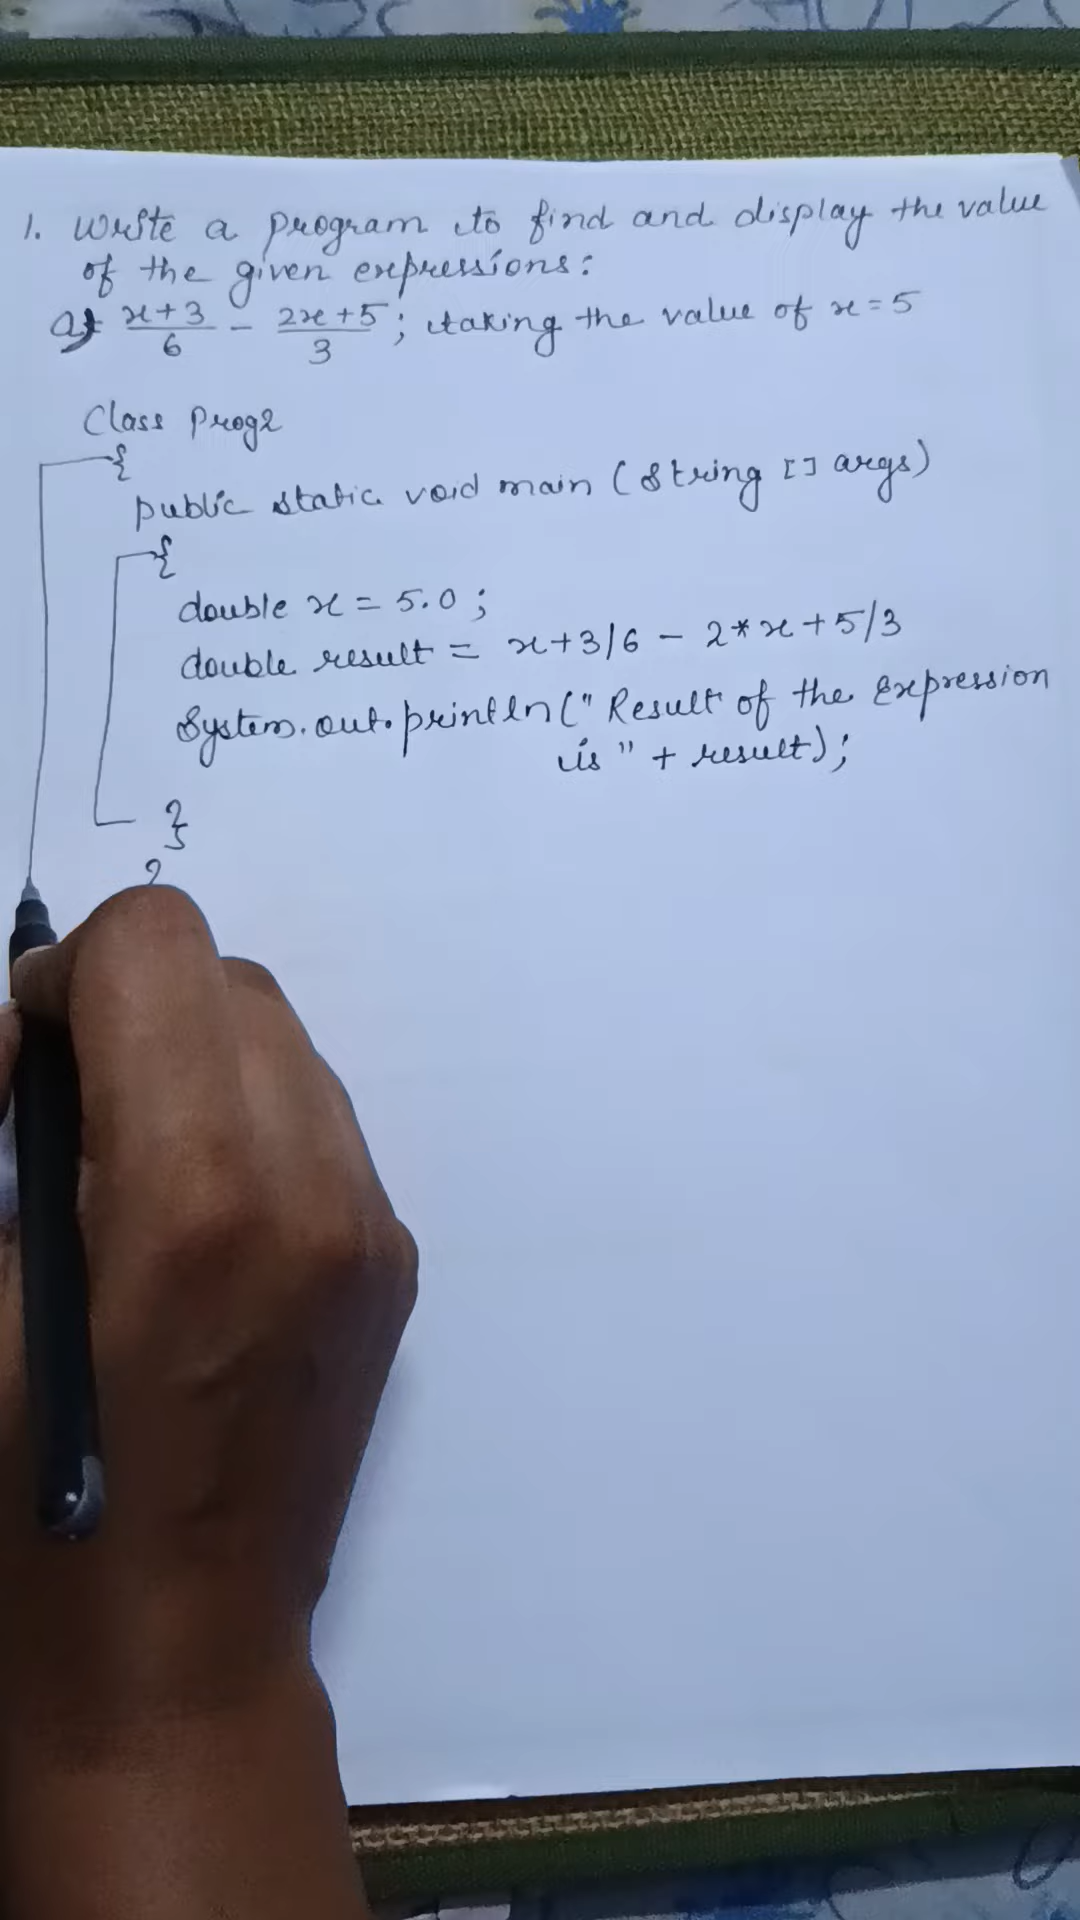 1. Write a program to find and display the value
of the given expressions:
a) x+3/6 - 2x+5/3 ; taking the value of x=5
Class Prog2
{
public static void main (String [] args)
{
double x = 5.0 ;
double result = x+3/6 - 2*x+5/3
System.out.println(" Result of the Expression
is " + result);
}
}